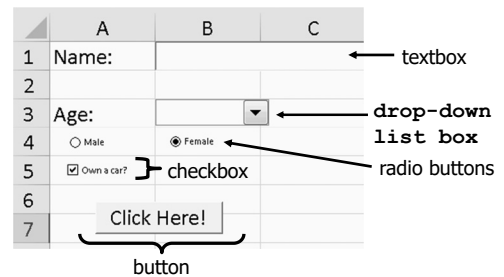 A B C
1 Name: textbox
2
3 Age: drop-down
4 Male Female list box
5 Own a car? checkbox radio buttons
6
7 Click Here!
button